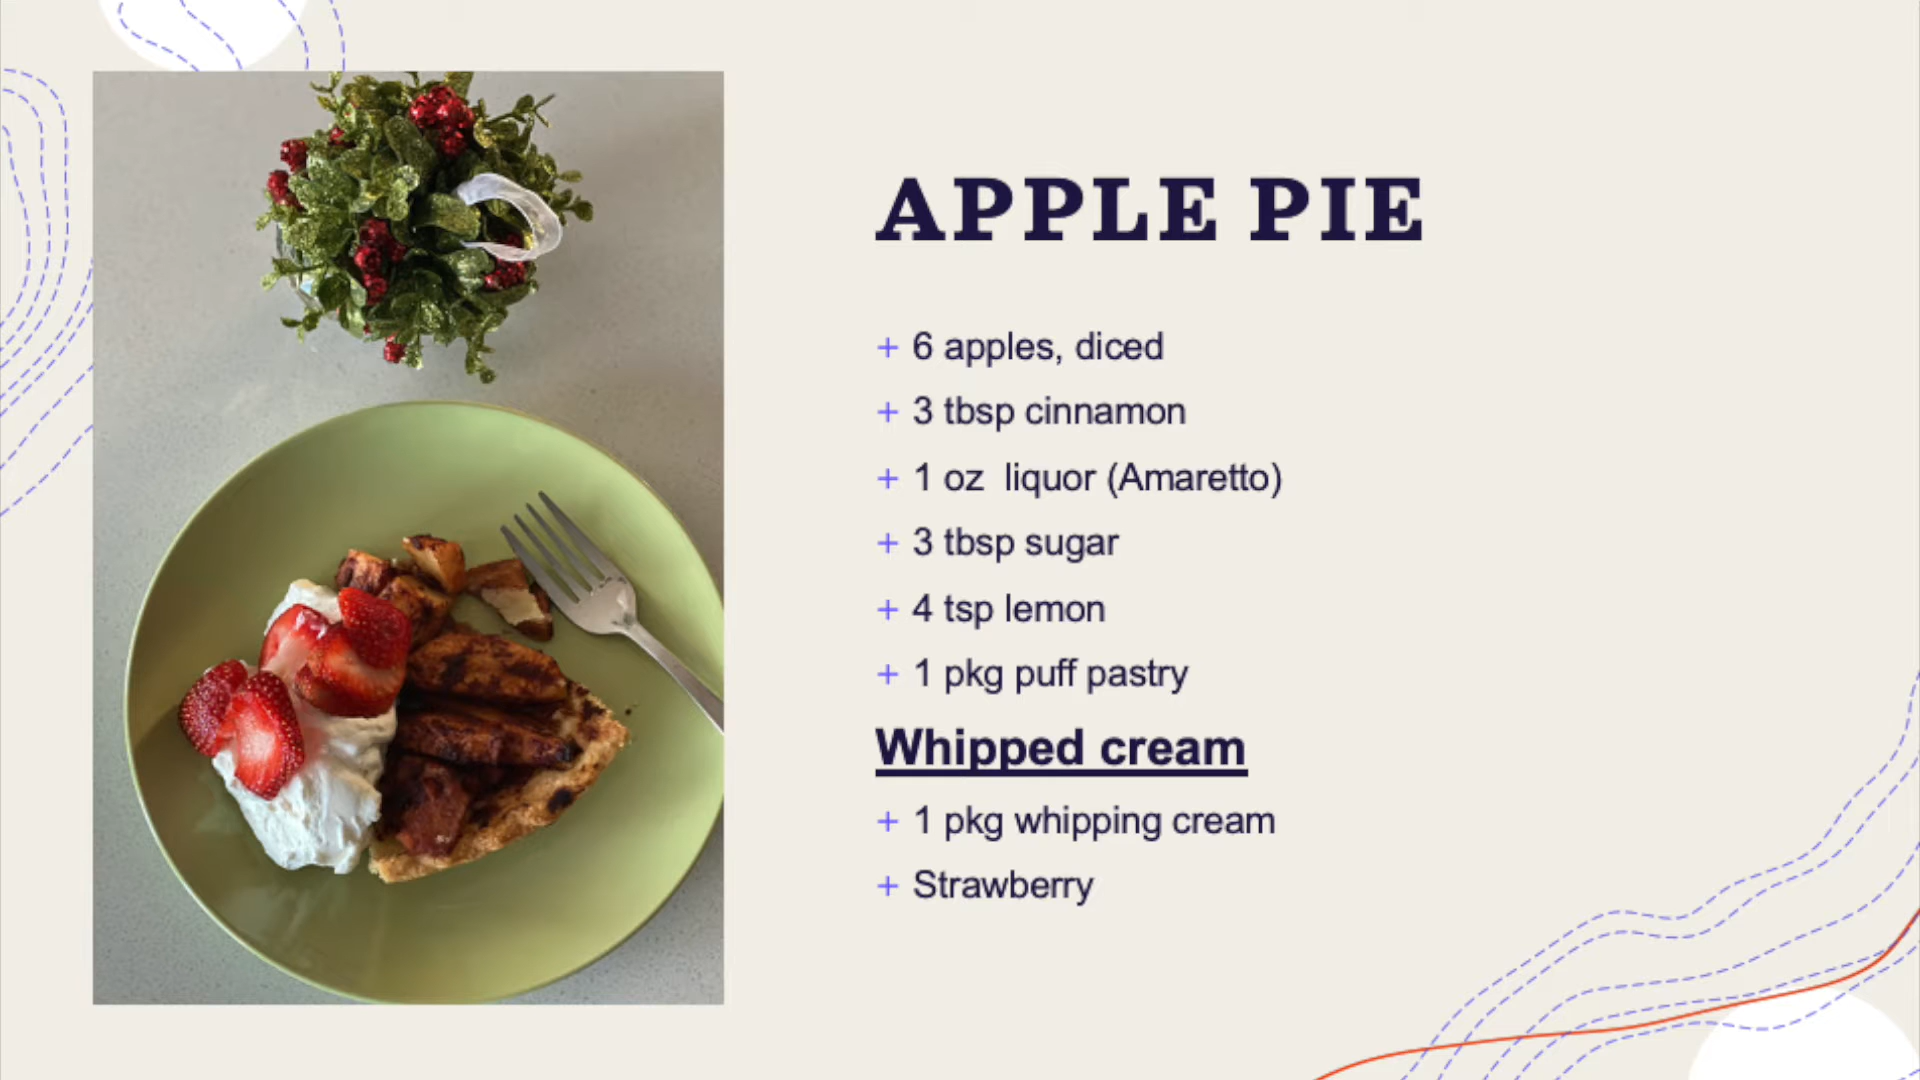 APPLE PIE
+ 6 apples, diced
+ 3 tbsp cinnamon
+ 1 oz  liquor (Amaretto)
+ 3 tbsp sugar
+ 4 tsp lemon
+ 1 pkg puff pastry
Whipped cream
+ 1 pkg whipping cream
+ Strawberry